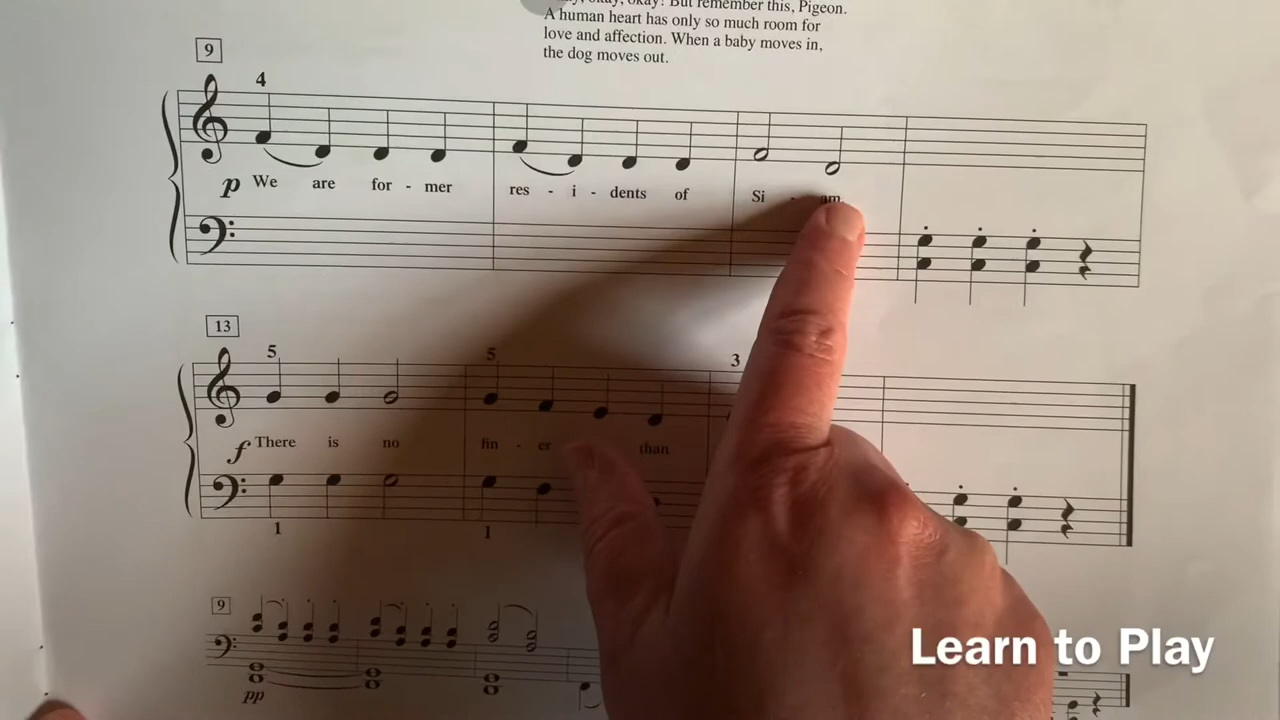 okay, okay! But remember this, Pigeon.
A human heart has only so much room for
love and affection. When a baby moves in,
the dog moves out.
9
4
p We are for - mer res - i - dents of Si - am
13
5 5 3
f There is no fin - er than
1 1
9
pp
Learn to Play